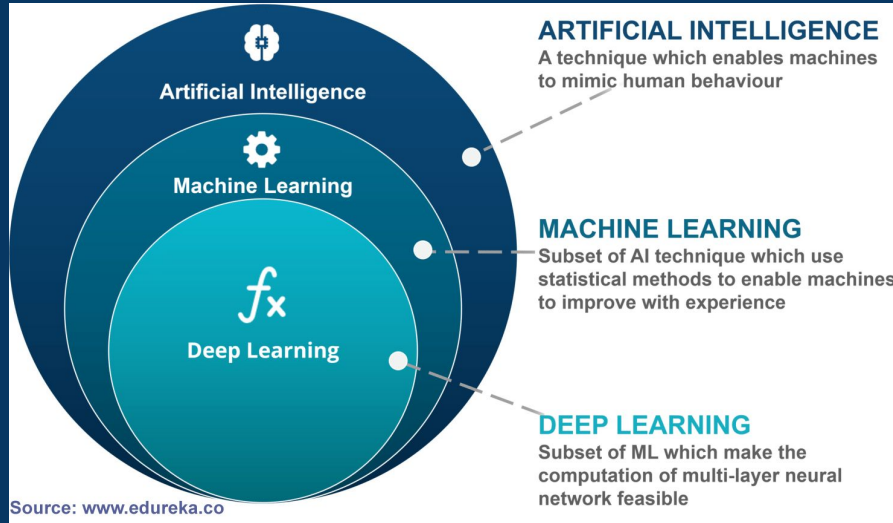 Artificial Intelligence
Machine Learning
fx
Deep Learning
ARTIFICIAL INTELLIGENCE
A technique which enables machines
to mimic human behaviour
MACHINE LEARNING
Subset of AI technique which use
statistical methods to enable machines
to improve with experience
DEEP LEARNING
Subset of ML which make the
computation of multi-layer neural
network feasible
Source: www.edureka.co